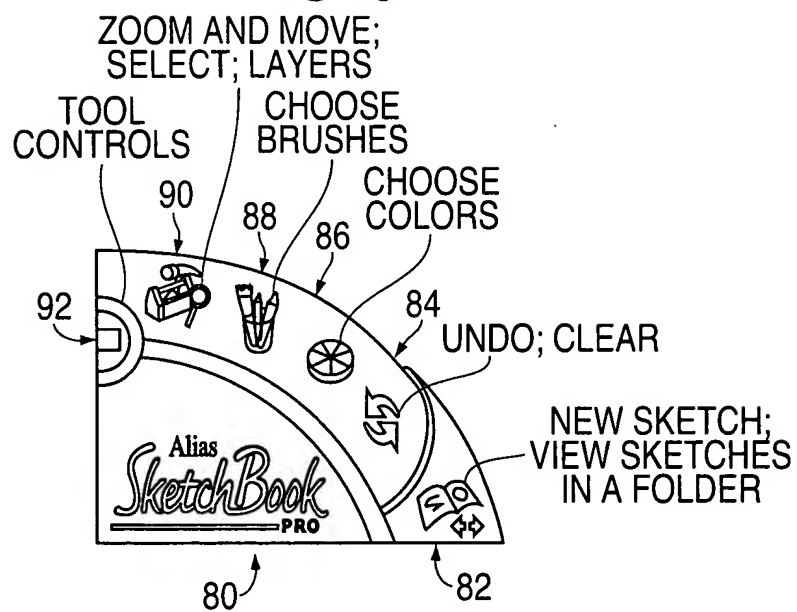 ZOOM AND MOVE;
SELECT; LAYERS
TOOL
CONTROLS
CHOOSE
BRUSHES
CHOOSE
COLORS
90
88
86
84
92
UNDO; CLEAR
NEW SKETCH;
VIEW SKETCHES
IN A FOLDER
Alias
SketchBook
PRO
80
82